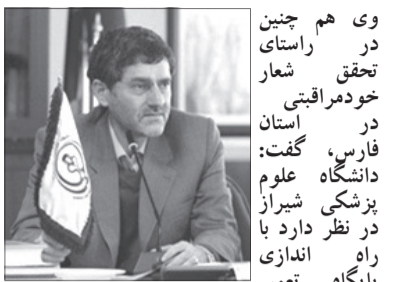 وی هم چنین
در راستای
تحقق شعار
خودمراقبتی
در استان
فارس، گفت:
دانشگاه علوم
پزشکی شیراز
در نظر دارد با
راه اندازی